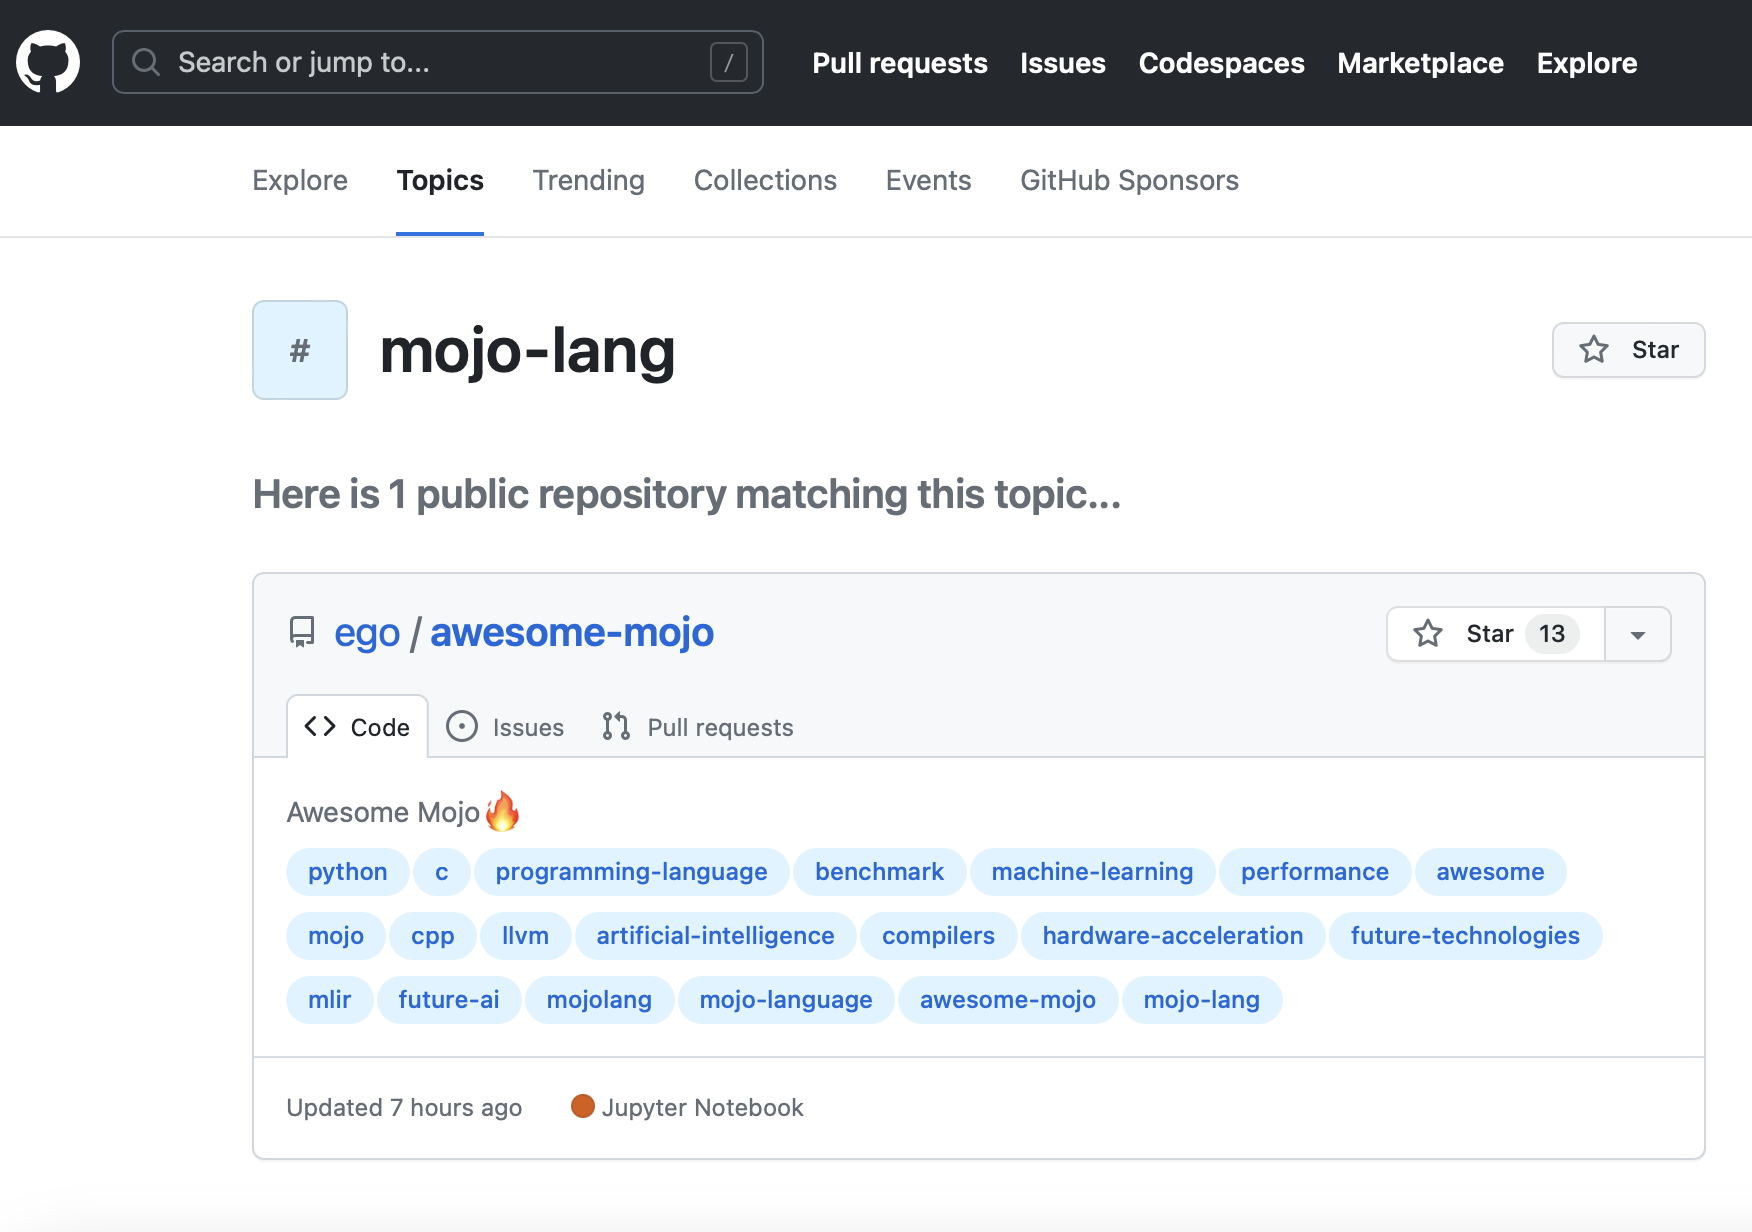 Search or jump to... /
Pull requests Issues Codespaces Marketplace Explore
Explore Topics Trending Collections Events GitHub Sponsors
# mojo-lang
Star
Here is 1 public repository matching this topic...
ego / awesome-mojo
Star 13
Code Issues Pull requests
Awesome Mojo🔥
python c programming-language benchmark machine-learning performance awesome
mojo cpp llvm artificial-intelligence compilers hardware-acceleration future-technologies
mlir future-ai mojolang mojo-language awesome-mojo mojo-lang
Updated 7 hours ago Jupyter Notebook